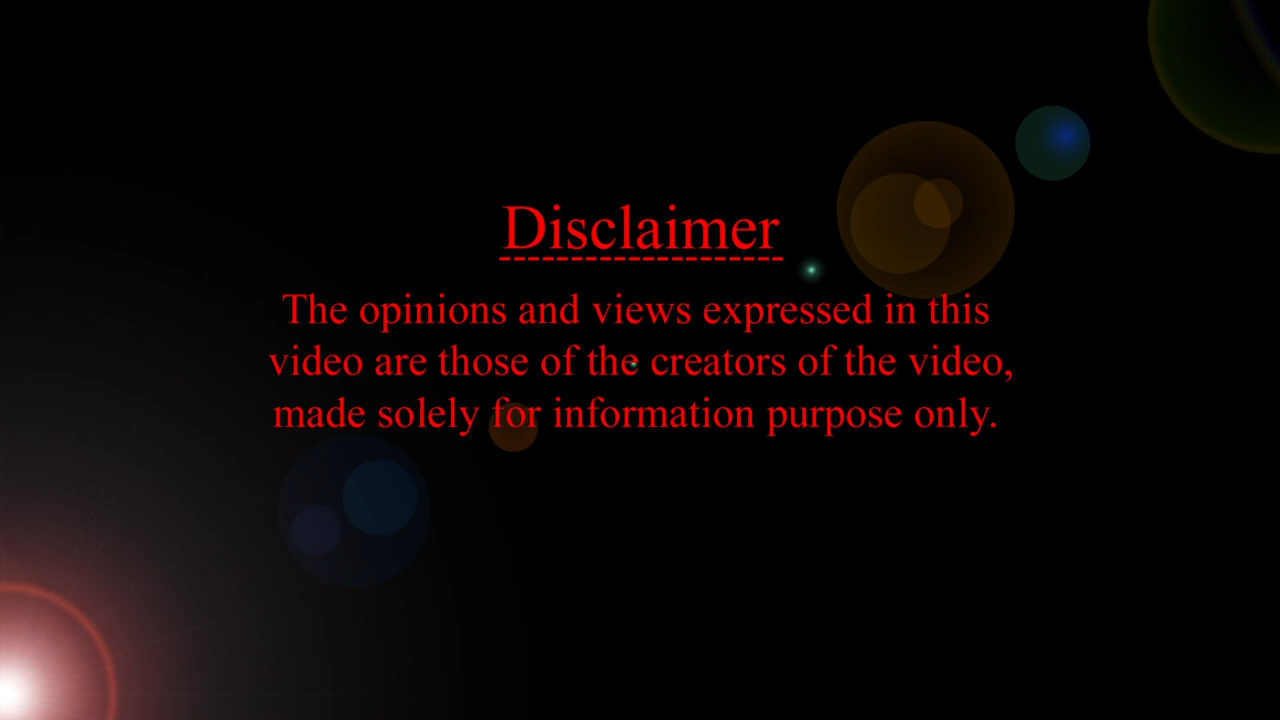 Disclaimer
The opinions and views expressed in this
video are those of the creators of the video,
made solely for information purpose only.